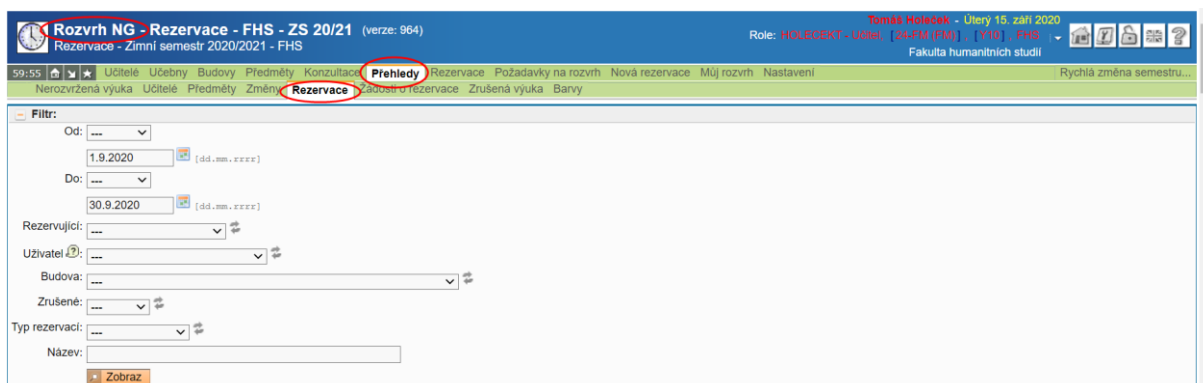 Rozvrh NG - Rezervace - FHS - ZS 20/21 (verze: 964)
Rezervace - Zimní semestr 2020/2021 - FHS
Tomáš Holeček - Úterý 15. září 2020
Role: HOLECEKT - Učitel, [24-FM (FM)] , [Y10] , FHS
Fakulta humanitních studií
59:55 Učitelé Učebny Budovy Předměty Konzultace Přehledy Rezervace Požadavky na rozvrh Nová rezervace Můj rozvrh Nastavení Rychlá změna semestru...
Nerozvržená výuka Učitelé Předměty Změny Rezervace Žádosti o rezervace Zrušená výuka Barvy
Filtr:
Od: ---
1.9.2020 [dd.mm.rrrr]
Do: ---
30.9.2020 [dd.mm.rrrr]
Rezervující: ---
Uživatel ?: ---
Budova: ---
Zrušené: ---
Typ rezervací: ---
Název:
Zobraz